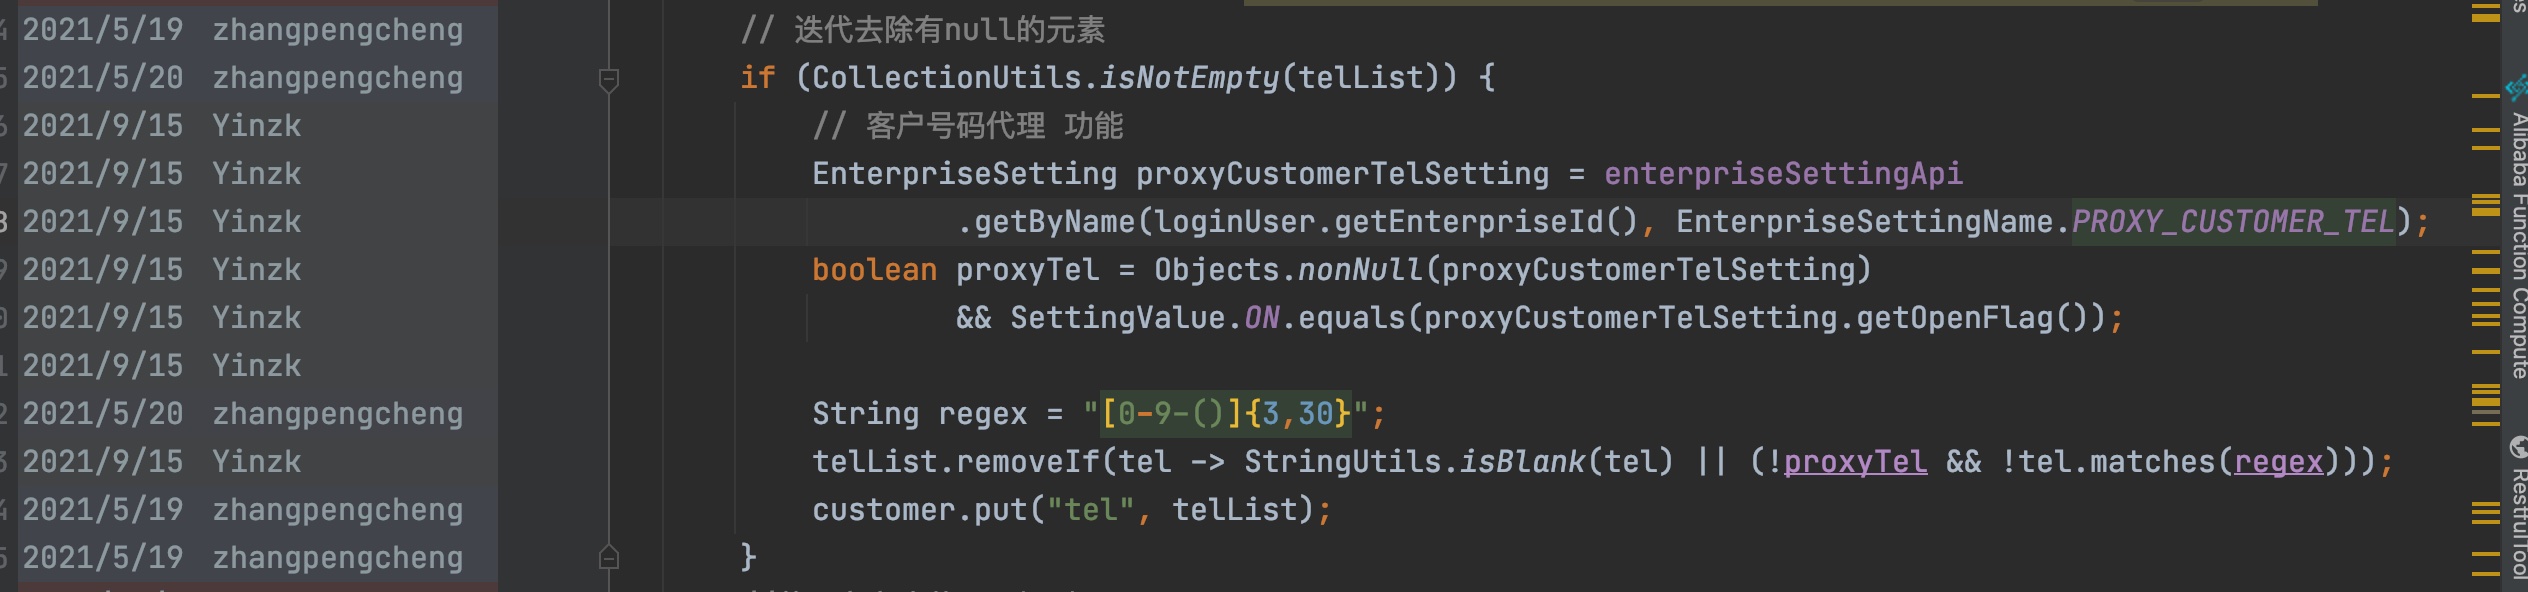 2021/5/19 zhangpengcheng // 迭代去除有null的元素
2021/5/20 zhangpengcheng if (CollectionUtils.isNotEmpty(telList)) {
2021/9/15 Yinzk // 客户号码代理 功能
2021/9/15 Yinzk EnterpriseSetting proxyCustomerTelSetting = enterpriseSettingApi
2021/9/15 Yinzk .getByName(loginUser.getEnterpriseId(), EnterpriseSettingName.PROXY_CUSTOMER_TEL);
2021/9/15 Yinzk boolean proxyTel = Objects.nonNull(proxyCustomerTelSetting)
2021/9/15 Yinzk && SettingValue.ON.equals(proxyCustomerTelSetting.getOpenFlag());
2021/9/15 Yinzk
2021/5/20 zhangpengcheng String regex = "[0-9-()]{3,30}";
2021/9/15 Yinzk telList.removeIf(tel -> StringUtils.isBlank(tel) || (!proxyTel && !tel.matches(regex)));
2021/5/19 zhangpengcheng customer.put("tel", telList);
2021/5/19 zhangpengcheng }
Alibaba Function Compute
RestfulTool